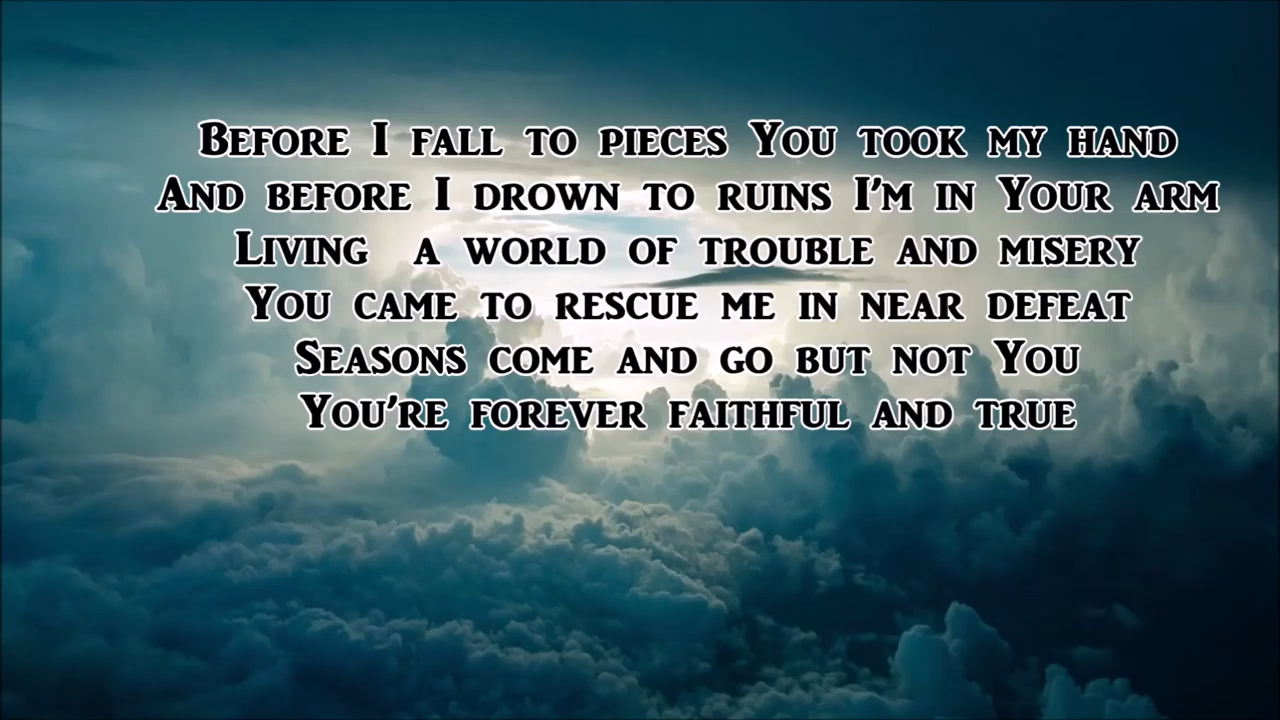 Before I fall to pieces You took my hand
And before I drown to ruins I'm in Your arm
Living a world of trouble and misery
You came to rescue me in near defeat
Seasons come and go but not You
You're forever faithful and true